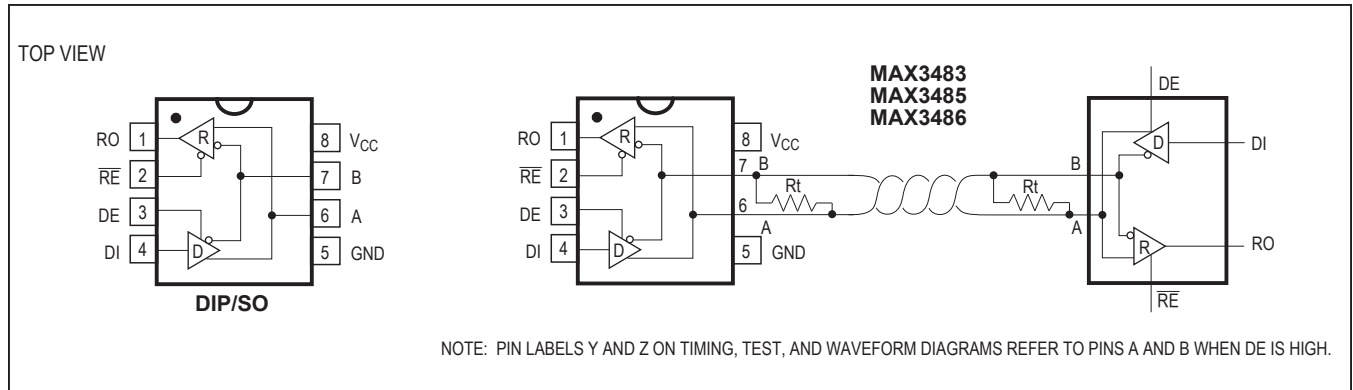 TOP VIEW
RO 1
RE 2
DE 3
DI 4
R
D
8 VCC
7 B
6 A
5 GND
DIP/SO
RO 1
RE 2
DE 3
DI 4
R
D
8 VCC
7 B
Rt
6
A
5 GND
MAX3483
MAX3485
MAX3486
Rt
B
A
DE
D
DI
R
RO
RE
NOTE: PIN LABELS Y AND Z ON TIMING, TEST, AND WAVEFORM DIAGRAMS REFER TO PINS A AND B WHEN DE IS HIGH.